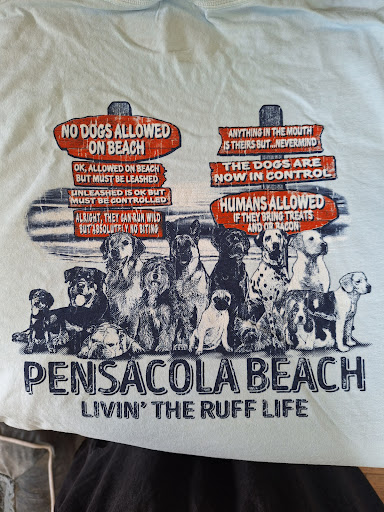 NO DOGS ALLOWED
ON BEACH
OK, ALLOWED ON BEACH
BUT MUST BE LEASHED
UNLEASHED IS OK BUT
MUST BE CONTROLLED
ALRIGHT, THEY CAN RUN WILD
BUT ABSOLUTELY NO BITING
ANYTHING IN THE MOUTH
IS THEIRS BUT...NEVERMIND
THE DOGS ARE
NOW IN CONTROL
HUMANS ALLOWED
IF THEY BRING TREATS
AND OR BACON
PENSACOLA BEACH
LIVIN' THE RUFF LIFE